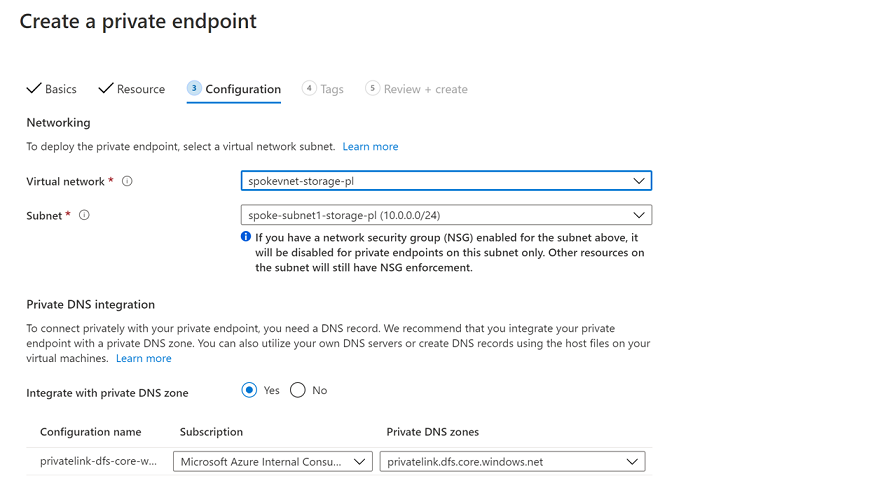 Create a private endpoint
Basics Resource 3 Configuration 4 Tags 5 Review + create
Networking
To deploy the private endpoint, select a virtual network subnet. Learn more
Virtual network * spokevnet-storage-pl
Subnet * spoke-subnet1-storage-pl (10.0.0.0/24)
If you have a network security group (NSG) enabled for the subnet above, it
will be disabled for private endpoints on this subnet only. Other resources on
the subnet will still have NSG enforcement.
Private DNS integration
To connect privately with your private endpoint, you need a DNS record. We recommend that you integrate your private
endpoint with a private DNS zone. You can also utilize your own DNS servers or create DNS records using the host files on your
virtual machines. Learn more
Integrate with private DNS zone Yes No
Configuration name Subscription Private DNS zones
privatelink-dfs-core-w... Microsoft Azure Internal Consu... privatelink.dfs.core.windows.net